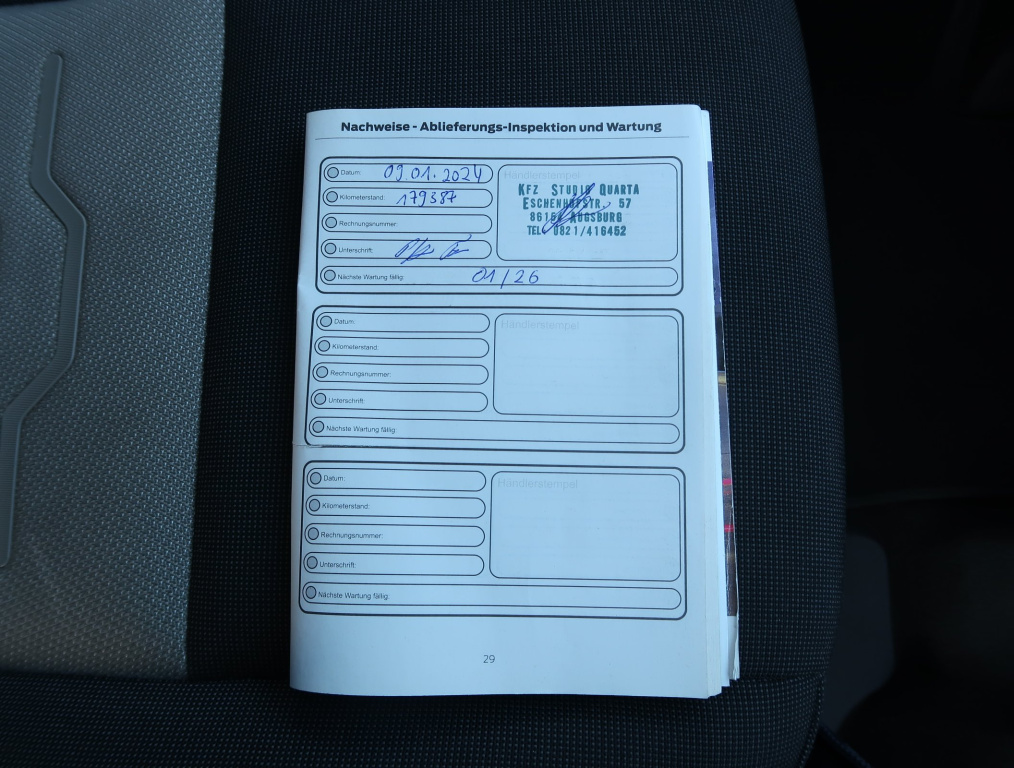 Nachweise - Ablieferungs-Inspektion und Wartung
Datum: 09.01.2024
Kilometerstand: 179387
Rechnungsnummer:
Unterschrift:
Nächste Wartung fällig: 01/26
Händlerstempel
KFZ STUDIO QUARTA
ESCHENHOFSTR. 57
AUGSBURG
TEL. 0821/416452
Datum:
Kilometerstand:
Rechnungsnummer:
Unterschrift:
Nächste Wartung fällig:
Händlerstempel
Datum:
Kilometerstand:
Rechnungsnummer:
Unterschrift:
Nächste Wartung fällig:
Händlerstempel
29